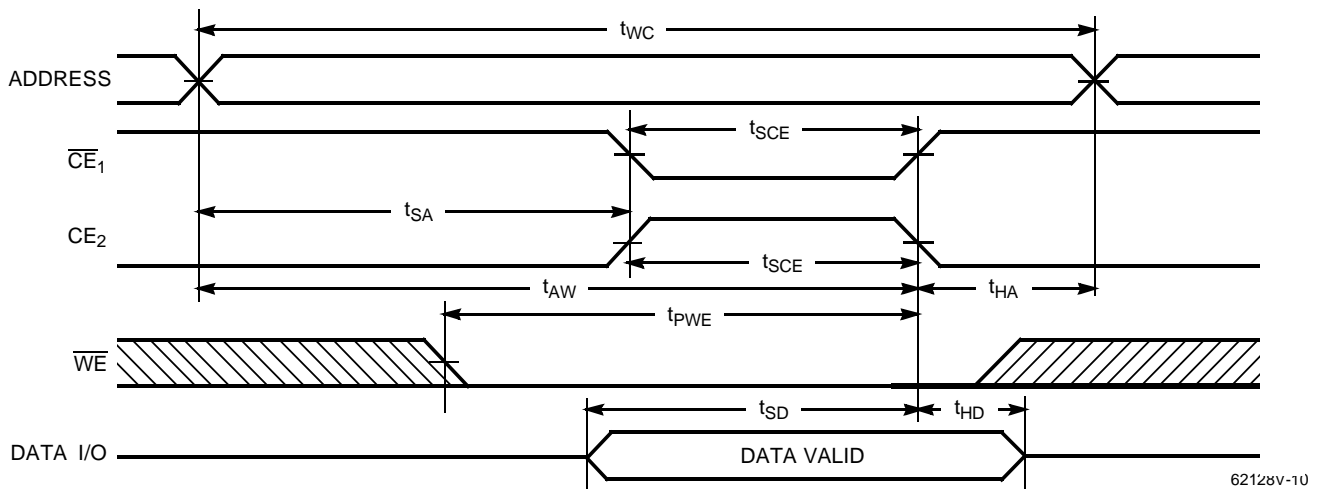 tWC
ADDRESS
tSCE
CE1
tSA
CE2
tSCE
tAW
tHA
tPWE
WE
tSD
tHD
DATA I/O
DATA VALID
62128V-10